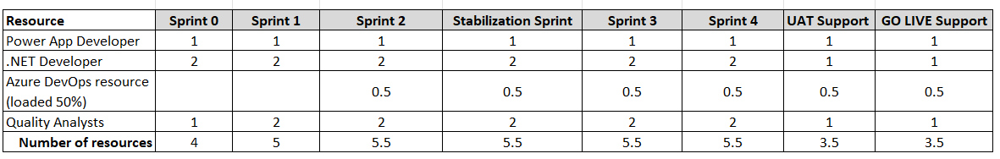 Resource Sprint 0 Sprint 1 Sprint 2 Stabilization Sprint Sprint 3 Sprint 4 UAT Support GO LIVE Support
Power App Developer 1 1 1 1 1 1 1 1
.NET Developer 2 2 2 2 2 2 1 1
Azure DevOps resource
(loaded 50%) 0.5 0.5 0.5 0.5 0.5 0.5
Quality Analysts 1 2 2 2 2 2 1 1
Number of resources 4 5 5.5 5.5 5.5 5.5 3.5 3.5